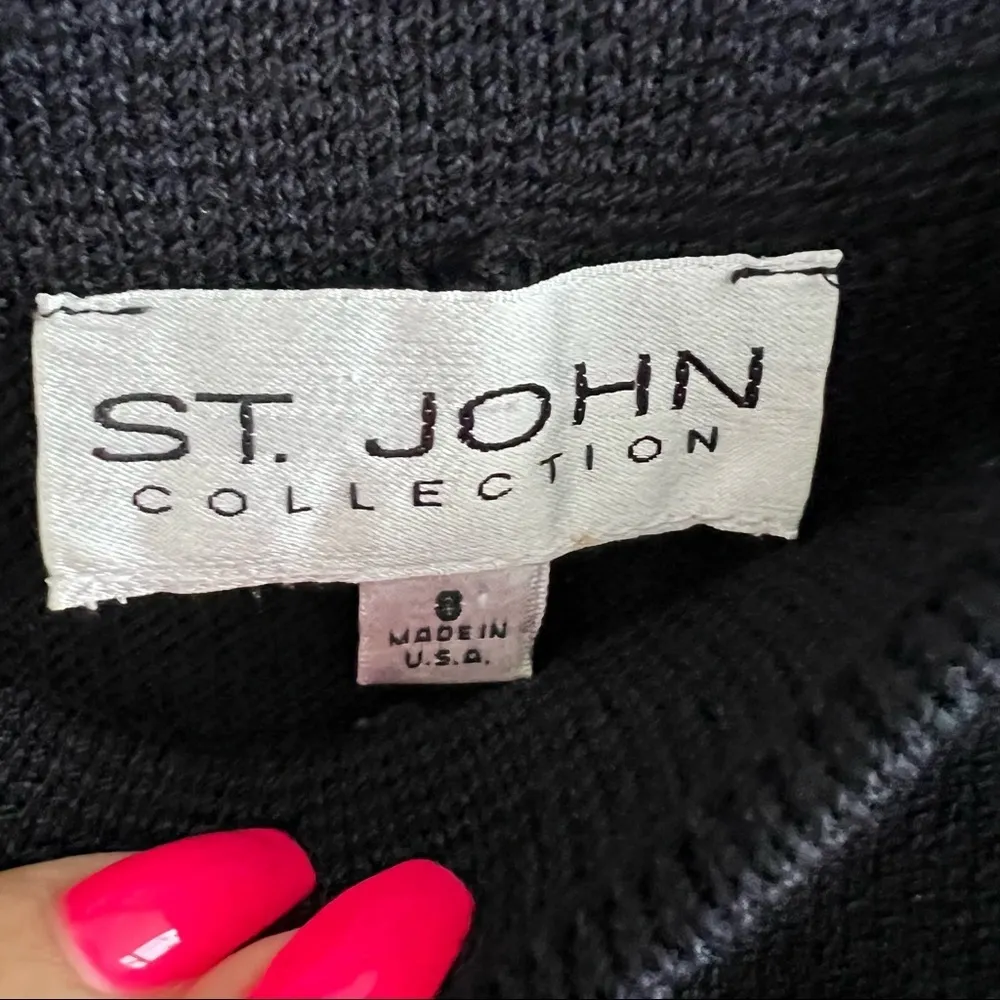 ST. JOHN
COLLECTION
8
MADE IN
U.S.A.